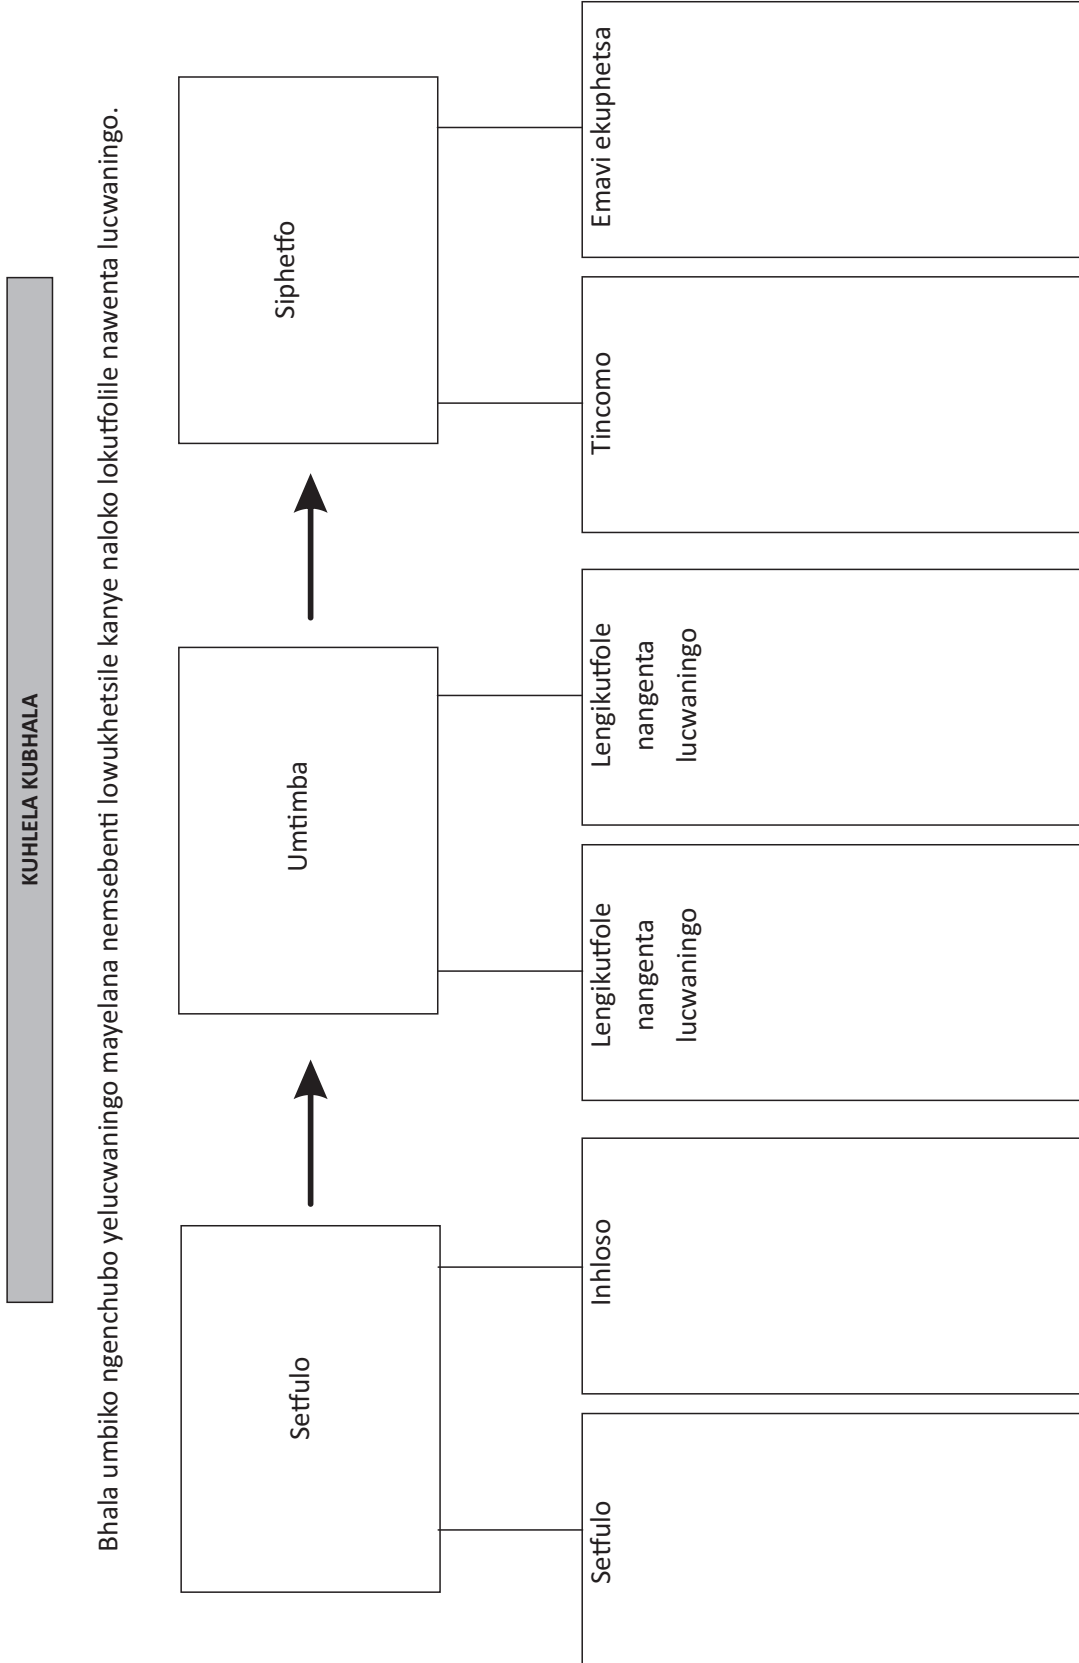 KUHLELA KUBHALA
Bhala umbiko ngenchubo yelucwaningo mayelana nemsebenti lowukhetsile kanye naloko lokutfolile nawenta lucwaningo.
Setfulo
Umtimba
Siphetfo
Setfulo
Inhloso
Lengikutfole
nangenta
lucwaningo
Lengikutfole
nangenta
lucwaningo
Tincomo
Emavi ekuphetsa